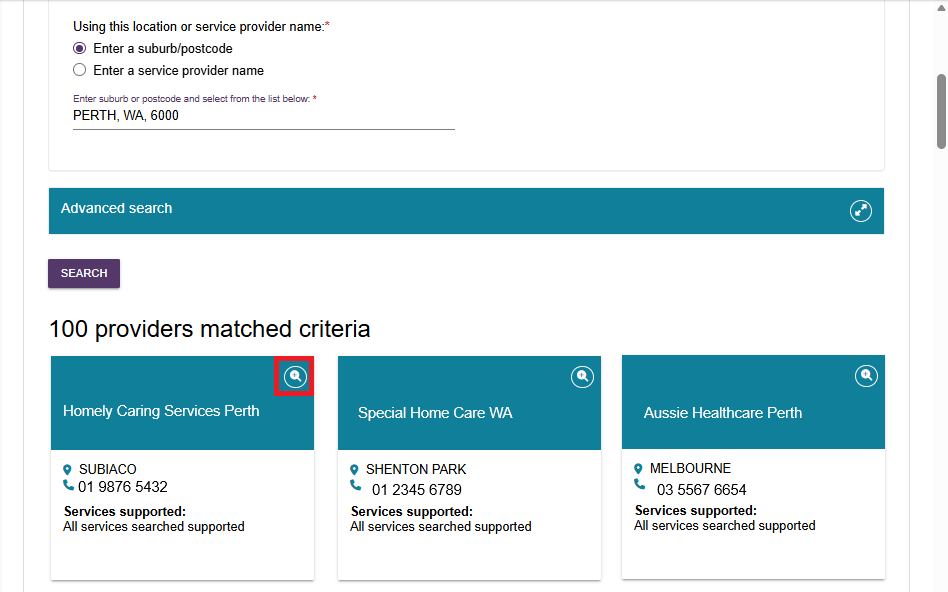 Using this location or service provider name:*
Enter a suburb/postcode
Enter a service provider name
Enter suburb or postcode and select from the list below: *
PERTH, WA, 6000
Advanced search
SEARCH
100 providers matched criteria
Homely Caring Services Perth
SUBIACO
01 9876 5432
Services supported:
All services searched supported
Special Home Care WA
SHENTON PARK
01 2345 6789
Services supported:
All services searched supported
Aussie Healthcare Perth
MELBOURNE
03 5567 6654
Services supported:
All services searched supported